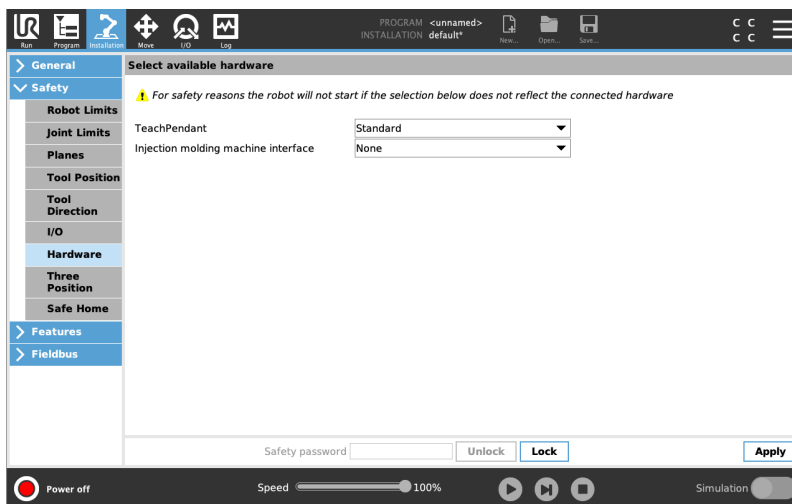 UR
Run
Program
Installation
Move
I/O
Log
PROGRAM <unnamed>
INSTALLATION default*
New...
Open...
Save...
C C
C C
General
Safety
Robot Limits
Joint Limits
Planes
Tool Position
Tool
Direction
I/O
Hardware
Three
Position
Safe Home
Features
Fieldbus
Select available hardware
For safety reasons the robot will not start if the selection below does not reflect the connected hardware
TeachPendant Standard
Injection molding machine interface None
Safety password Unlock Lock Apply
Power off
Speed 100%
Simulation